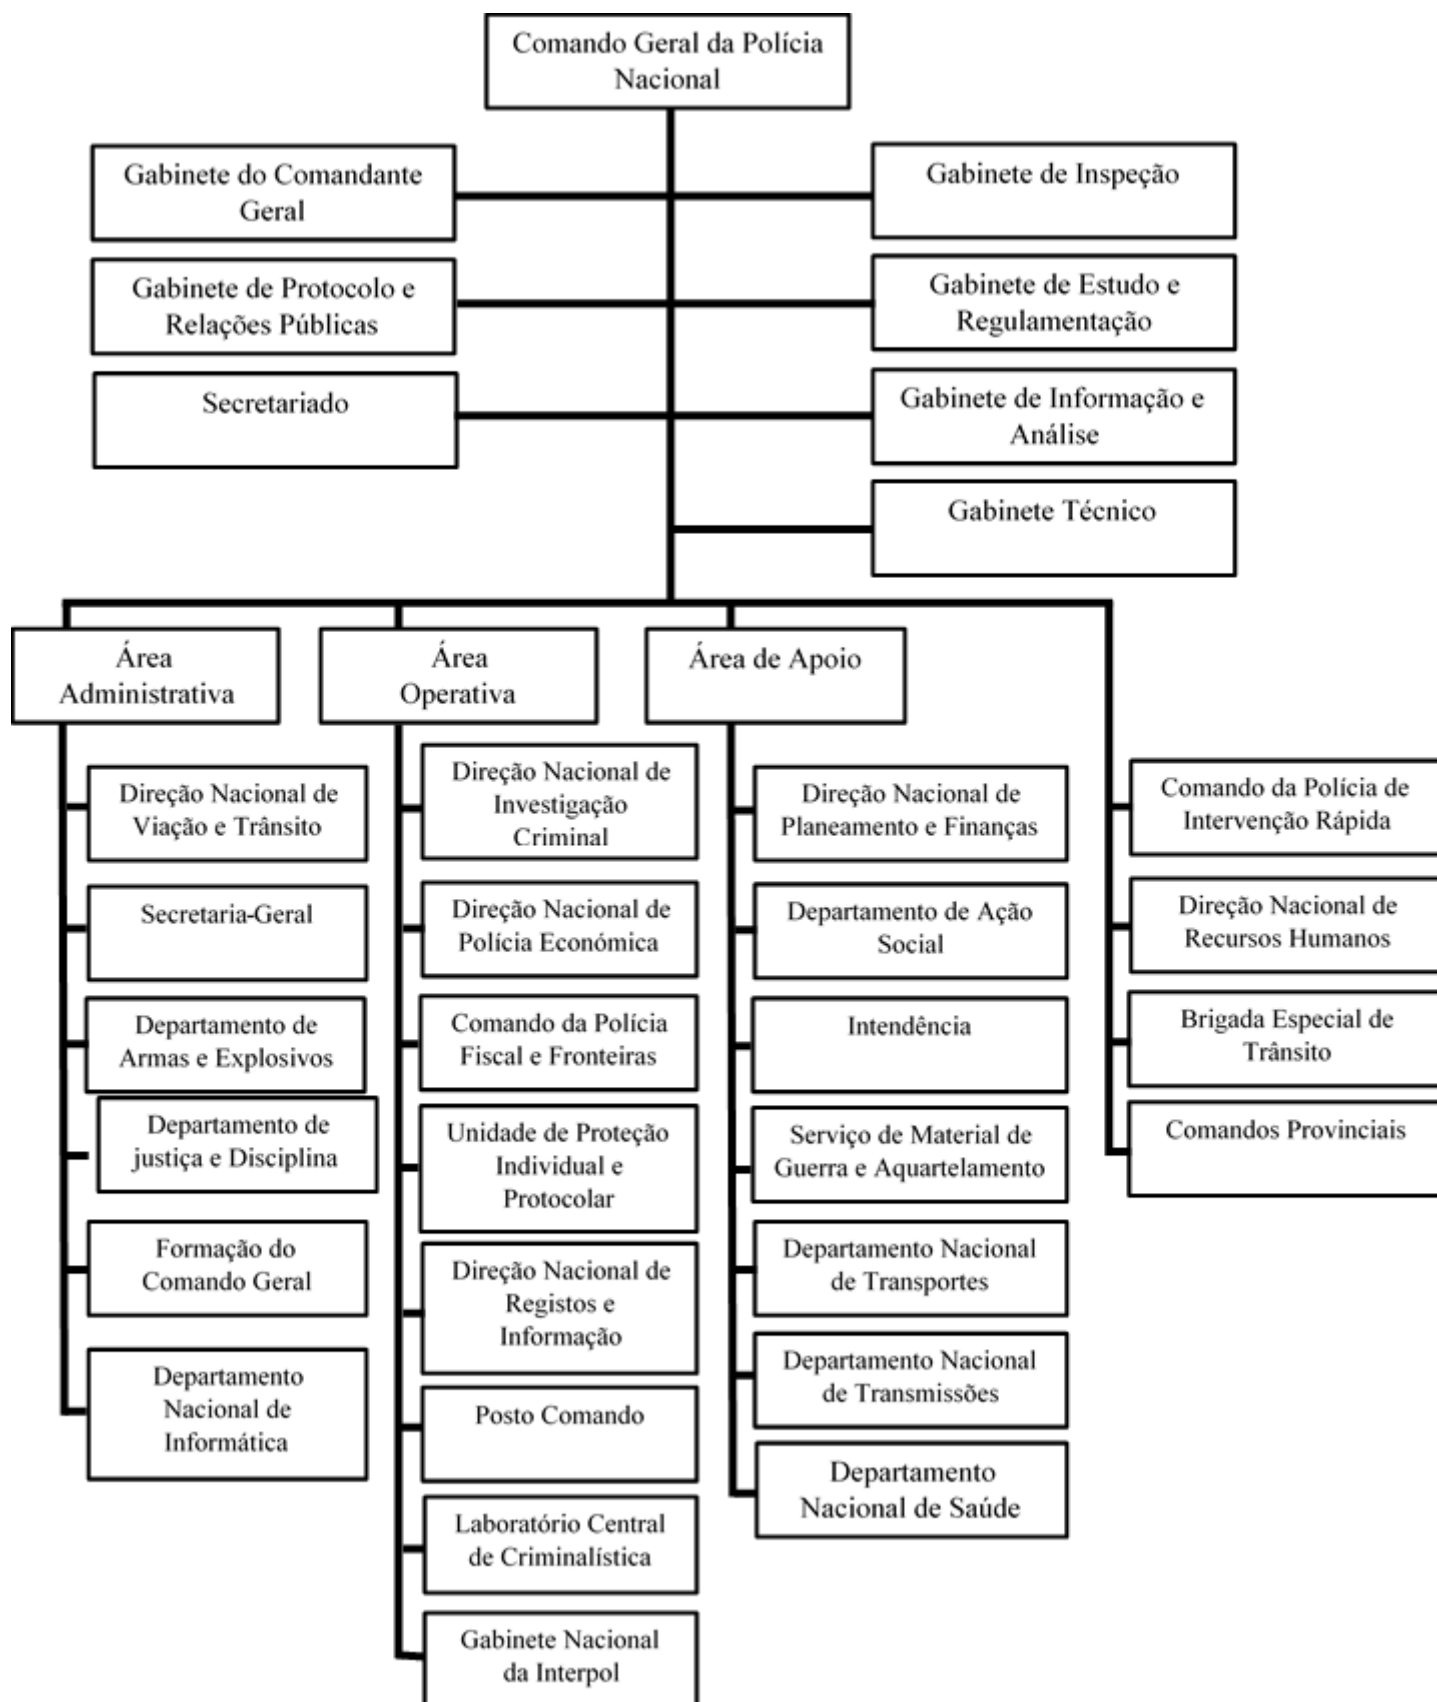 Comando Geral da Polícia
Nacional
Gabinete do Comandante
Geral
Gabinete de Inspeção
Gabinete de Protocolo e
Relações Públicas
Gabinete de Estudo e
Regulamentação
Secretariado
Gabinete de Informação e
Análise
Gabinete Técnico
Área
Administrativa
Área
Operativa
Área de Apoio
Direção Nacional de
Viação e Trânsito
Secretaria-Geral
Departamento de
Armas e Explosivos
Departamento de
justiça e Disciplina
Formação do
Comando Geral
Departamento
Nacional de
Informática
Direção Nacional de
Investigação
Criminal
Direção Nacional de
Polícia Económica
Comando da Polícia
Fiscal e Fronteiras
Unidade de Proteção
Individual e
Protocolar
Direção Nacional de
Registos e
Informação
Posto Comando
Laboratório Central
de Criminalística
Gabinete Nacional
da Interpol
Direção Nacional de
Planeamento e Finanças
Departamento de Ação
Social
Intendência
Serviço de Material de
Guerra e Aquartelamento
Departamento Nacional
de Transportes
Departamento Nacional
de Transmissões
Departamento
Nacional de Saúde
Comando da Polícia de
Intervenção Rápida
Direção Nacional de
Recursos Humanos
Brigada Especial de
Trânsito
Comandos Provinciais